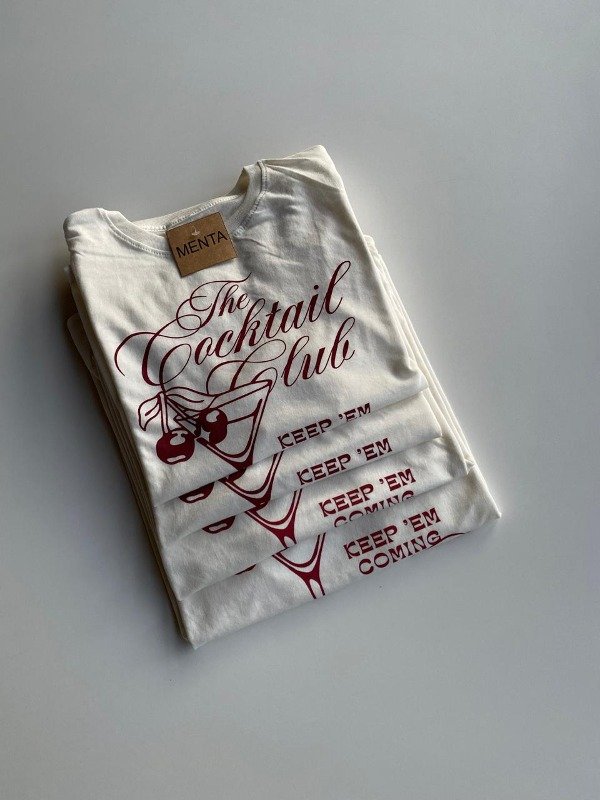 MENTA
The
Cocktail
Club
KEEP 'EM
KEEP 'EM
KEEP 'EM
COMING
KEEP 'EM
COMING